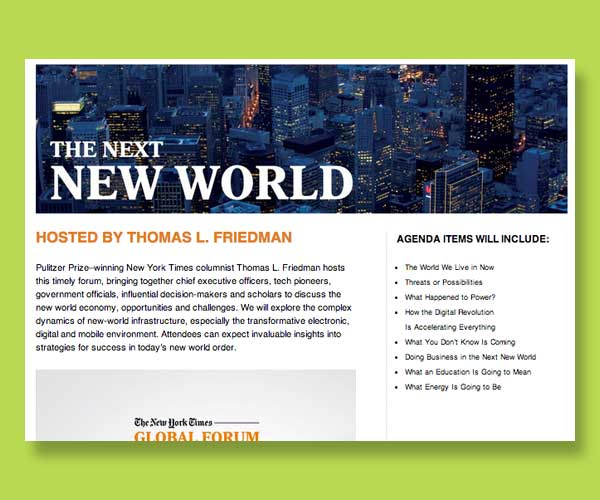 THE NEXT
NEW WORLD
HOSTED BY THOMAS L. FRIEDMAN
Pulitzer Prize–winning New York Times columnist Thomas L. Friedman hosts
this timely forum, bringing together chief executive officers, tech pioneers,
government officials, influential decision-makers and scholars to discuss the
new world economy, opportunities and challenges. We will explore the complex
dynamics of new-world infrastructure, especially the transformative electronic,
digital and mobile environment. Attendees can expect invaluable insights into
strategies for success in today's new world order.
The New York Times
GLOBAL FORUM
AGENDA ITEMS WILL INCLUDE:
• The World We Live in Now
• Threats or Possibilities
• What Happened to Power?
• How the Digital Revolution
Is Accelerating Everything
• What You Don't Know Is Coming
• Doing Business in the Next New World
• What an Education Is Going to Mean
• What Energy Is Going to Be